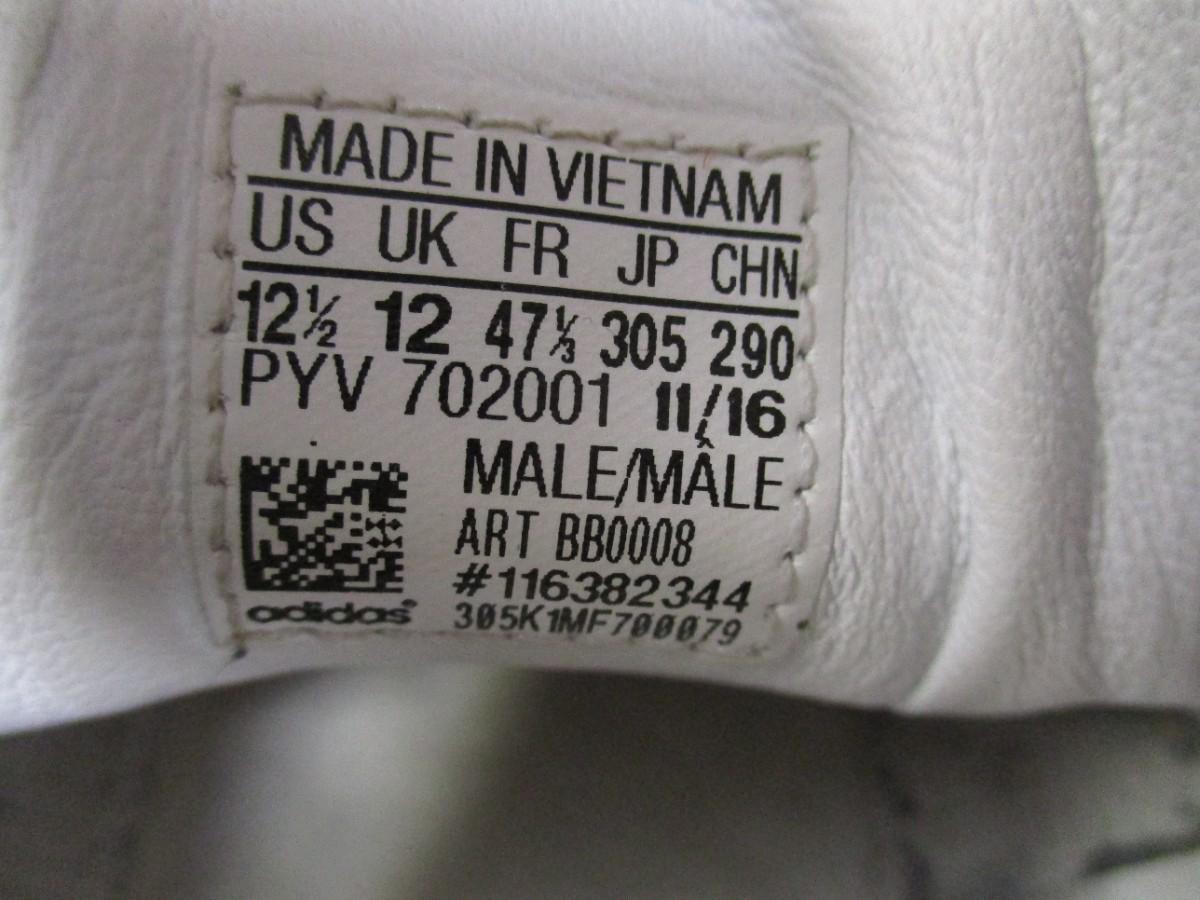 MADE IN VIETNAM
US UK FR JP CHN
12½ 12 47⅓ 305 290
PYV 702001 11/16
MALE/MÂLE
ART BB0008
#116382344
adidas 305K1MF700079